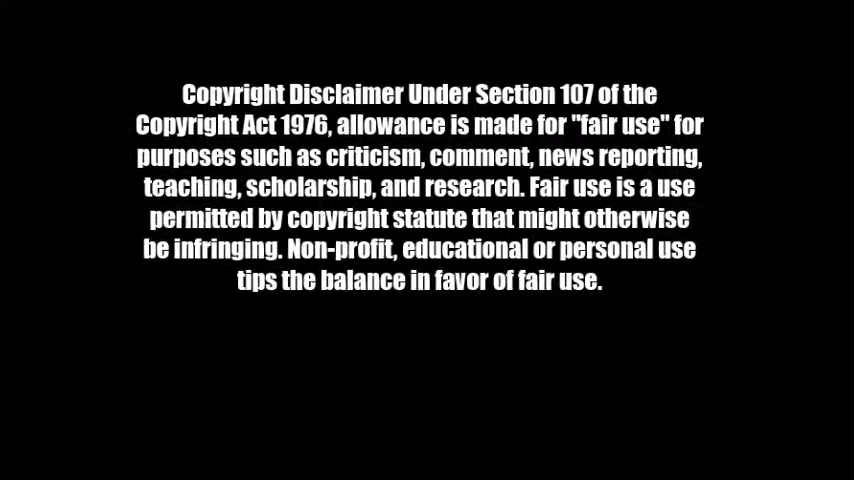 Copyright Disclaimer Under Section 107 of the
Copyright Act 1976, allowance is made for "fair use" for
purposes such as criticism, comment, news reporting,
teaching, scholarship, and research. Fair use is a use
permitted by copyright statute that might otherwise
be infringing. Non-profit, educational or personal use
tips the balance in favor of fair use.